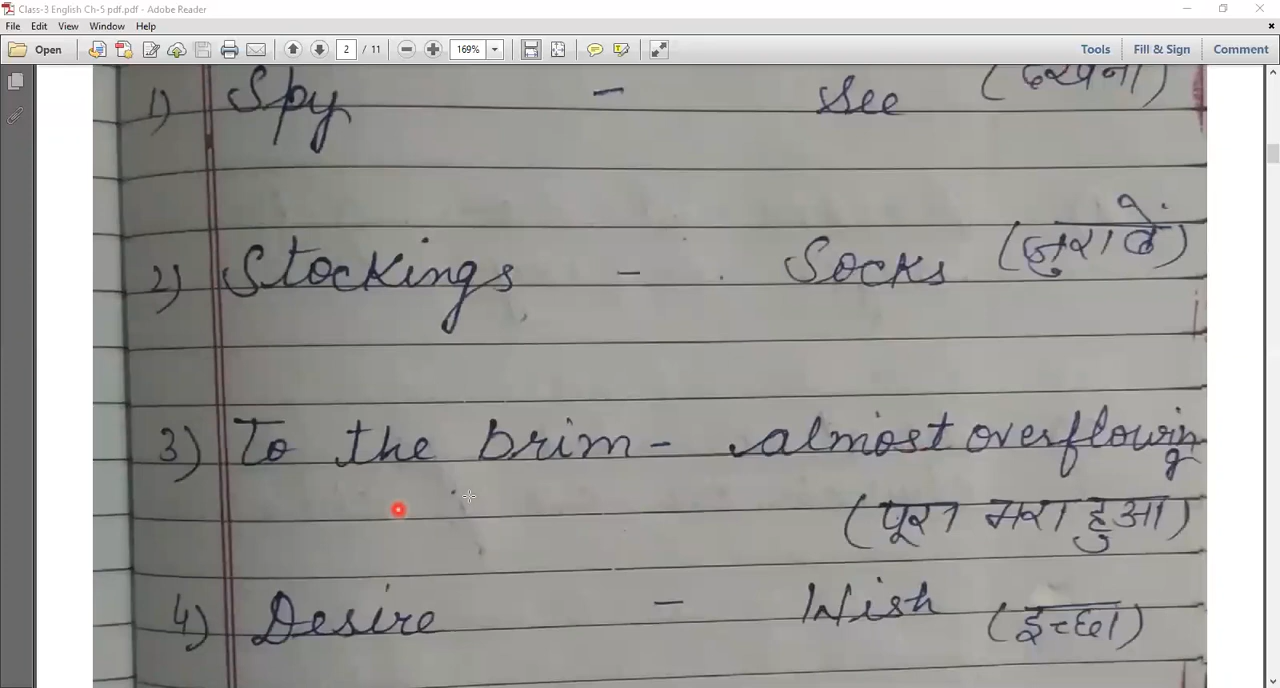 Class-3 English Ch-5 pdf.pdf - Adobe Reader
File Edit View Window Help
Open 2 / 11 169% Tools Fill & Sign Comment
1) Spy - See (देखना)
2) Stockings - Socks (जुराबें)
3) To the brim - almost overflowing
(पूरा भरा हुआ)
4) Desire - Wish (इच्छा)